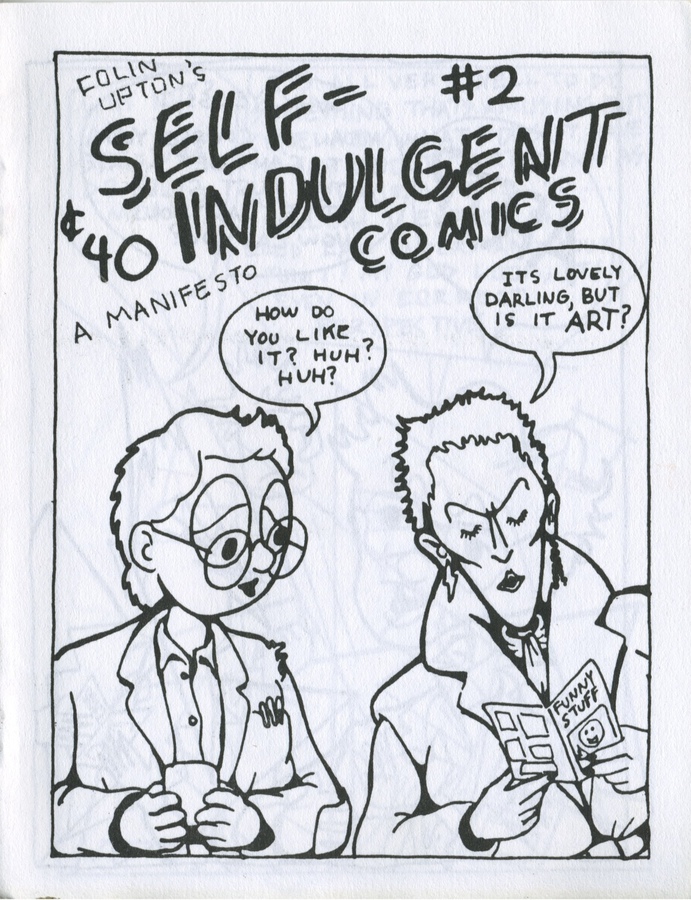 COLIN
UPTON'S
#2
SELF-
INDULGENT
COMICS
¢40
A MANIFESTO
HOW DO
YOU LIKE
IT? HUH?
HUH?
ITS LOVELY
DARLING, BUT
IS IT ART?
FUNNY
STUFF